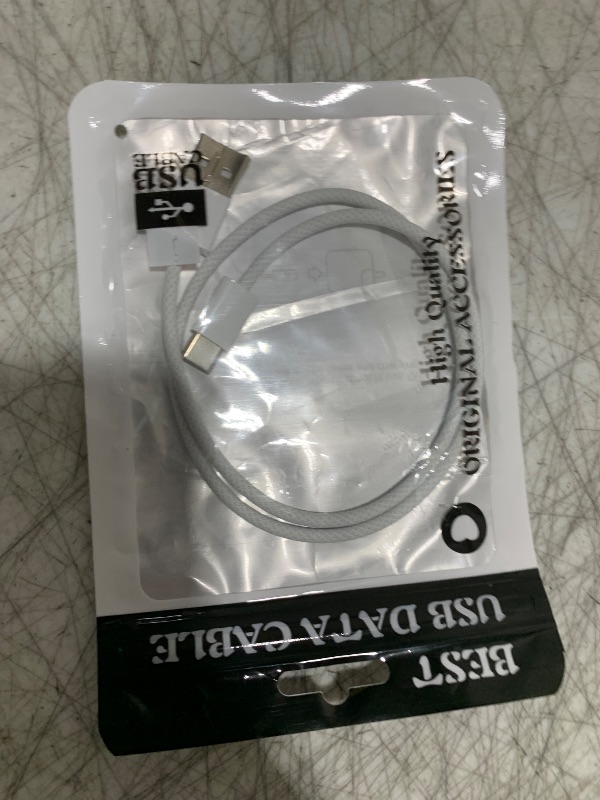 BEST
USB DATA CABLE
ORIGINAL ACCESSORIES
High Quality
USB
CABLE